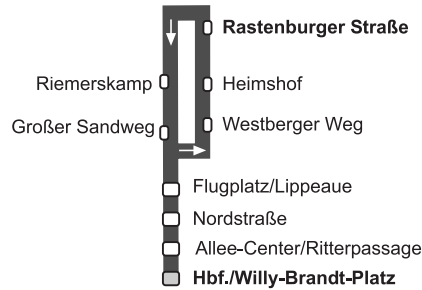 Rastenburger Straße
Riemerskamp
Heimshof
Großer Sandweg
Westberger Weg
Flugplatz/Lippeaue
Nordstraße
Allee-Center/Ritterpassage
Hbf./Willy-Brandt-Platz